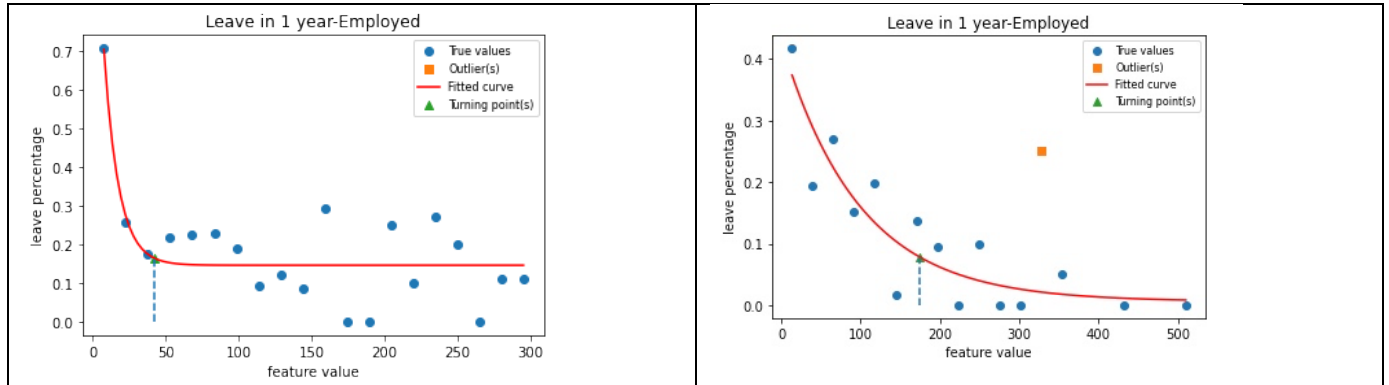 Leave in 1 year-Employed
0.7
0.6
0.5
0.4
0.3
0.2
0.1
0.0
leave percentage
True values
Outlier(s)
Fitted curve
Turning point(s)
0 50 100 150 200 250 300
feature value
Leave in 1 year-Employed
0.4
0.3
0.2
0.1
0.0
leave percentage
True values
Outlier(s)
Fitted curve
Turning point(s)
0 100 200 300 400 500
feature value